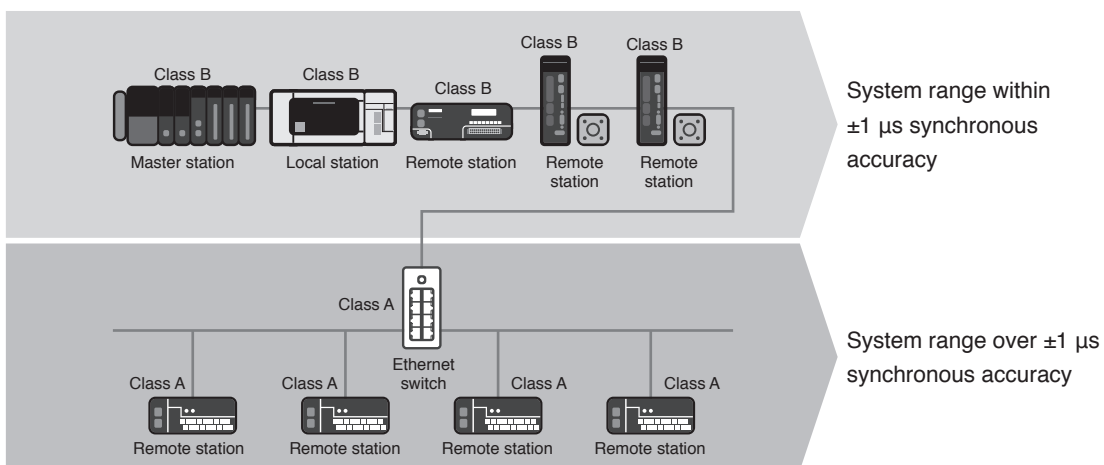 Class B
Class B
Class B
Class B
Class B
Master station
Local station
Remote station
Remote
station
Remote
station
System range within
±1 μs synchronous
accuracy
Class A
Ethernet
switch
Class A
Class A
Class A
Class A
Remote station
Remote station
Remote station
Remote station
System range over ±1 μs
synchronous accuracy